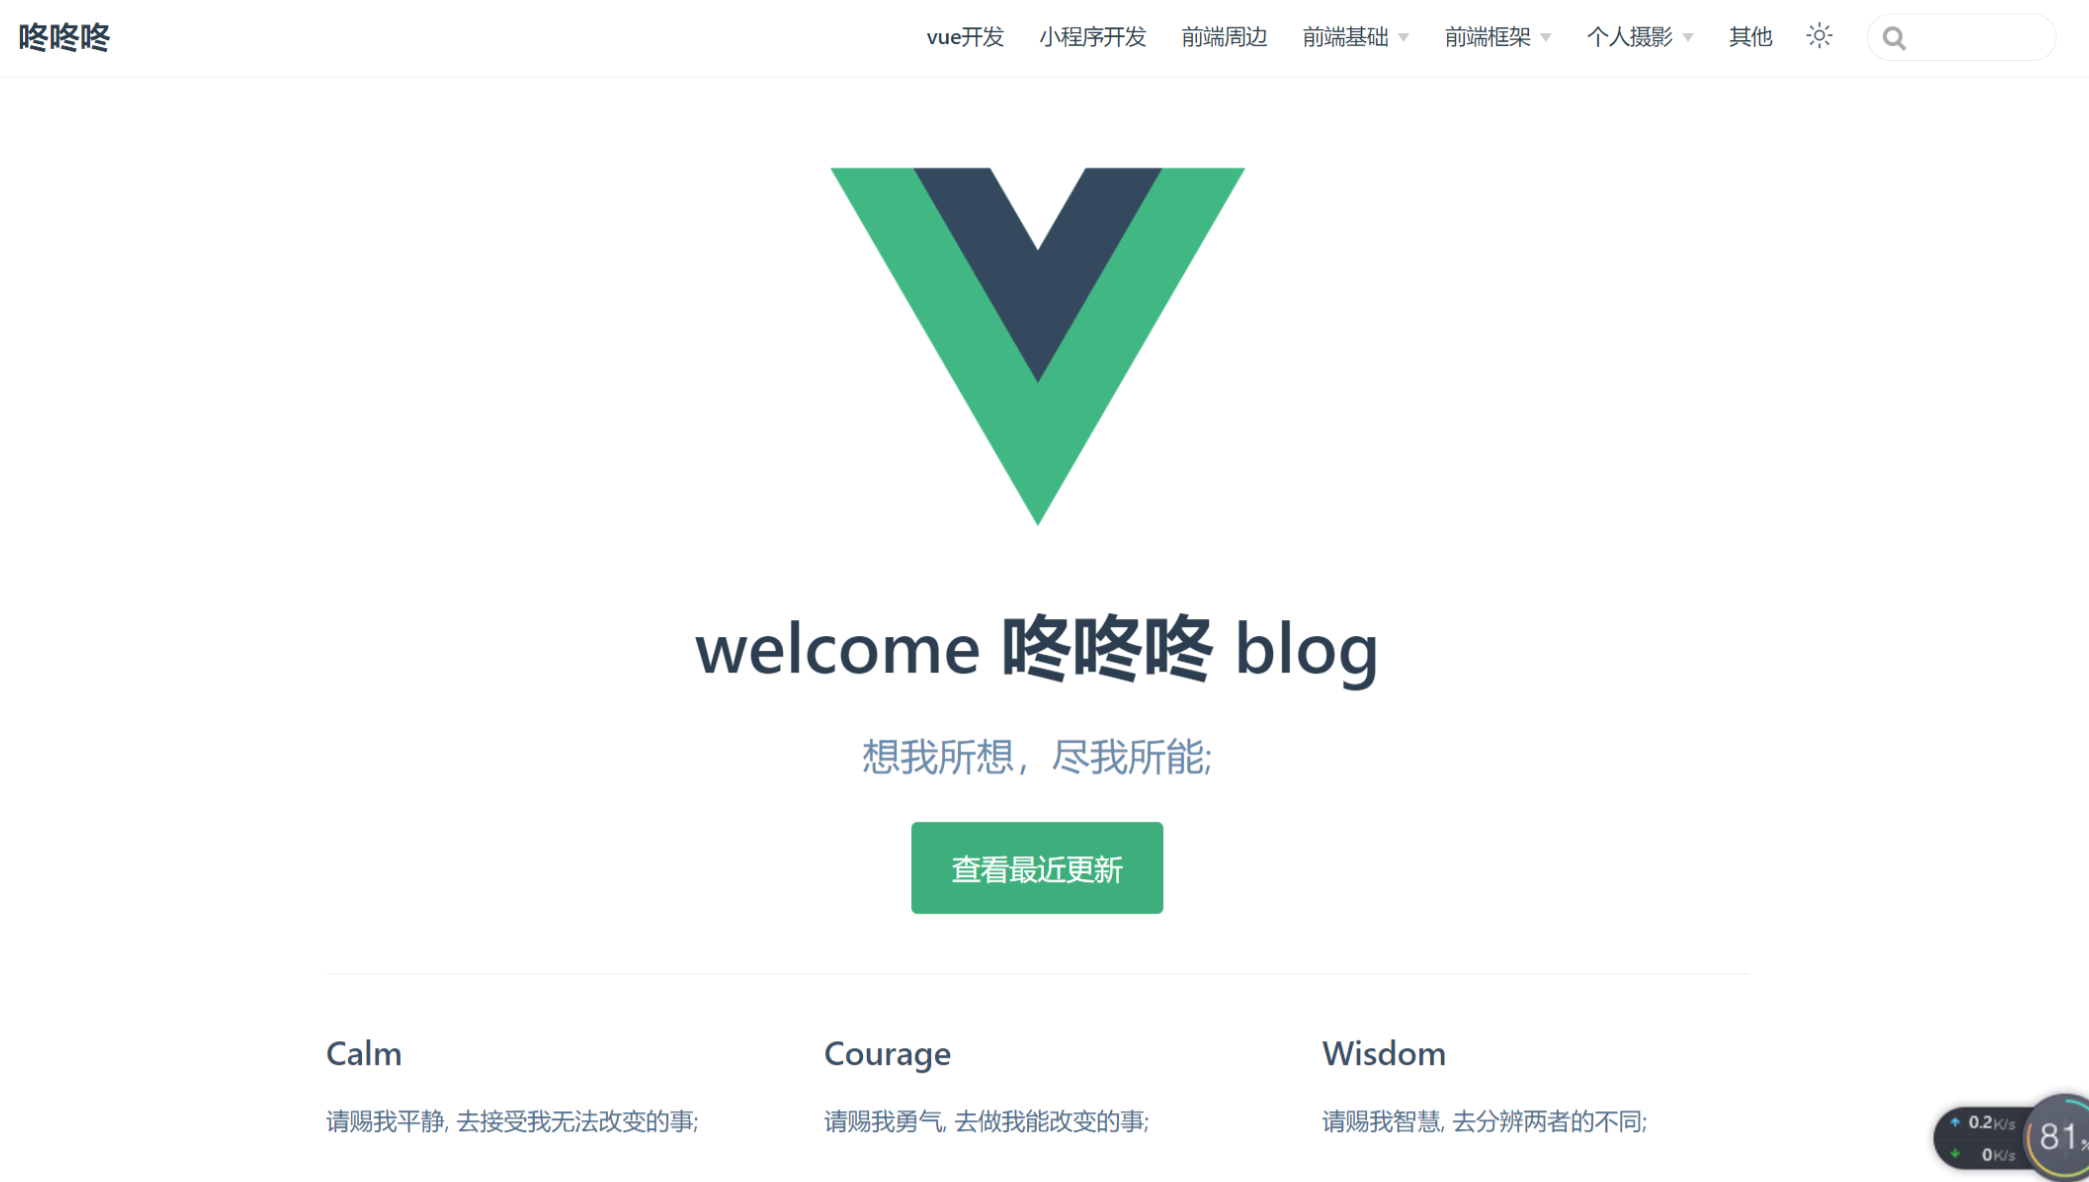 咚咚咚
vue开发 小程序开发 前端周边 前端基础 前端框架 个人摄影 其他
welcome 咚咚咚 blog
想我所想，尽我所能;
查看最近更新
Calm
请赐我平静, 去接受我无法改变的事;
Courage
请赐我勇气, 去做我能改变的事;
Wisdom
请赐我智慧, 去分辨两者的不同;
0.2K/s
0K/s
81%